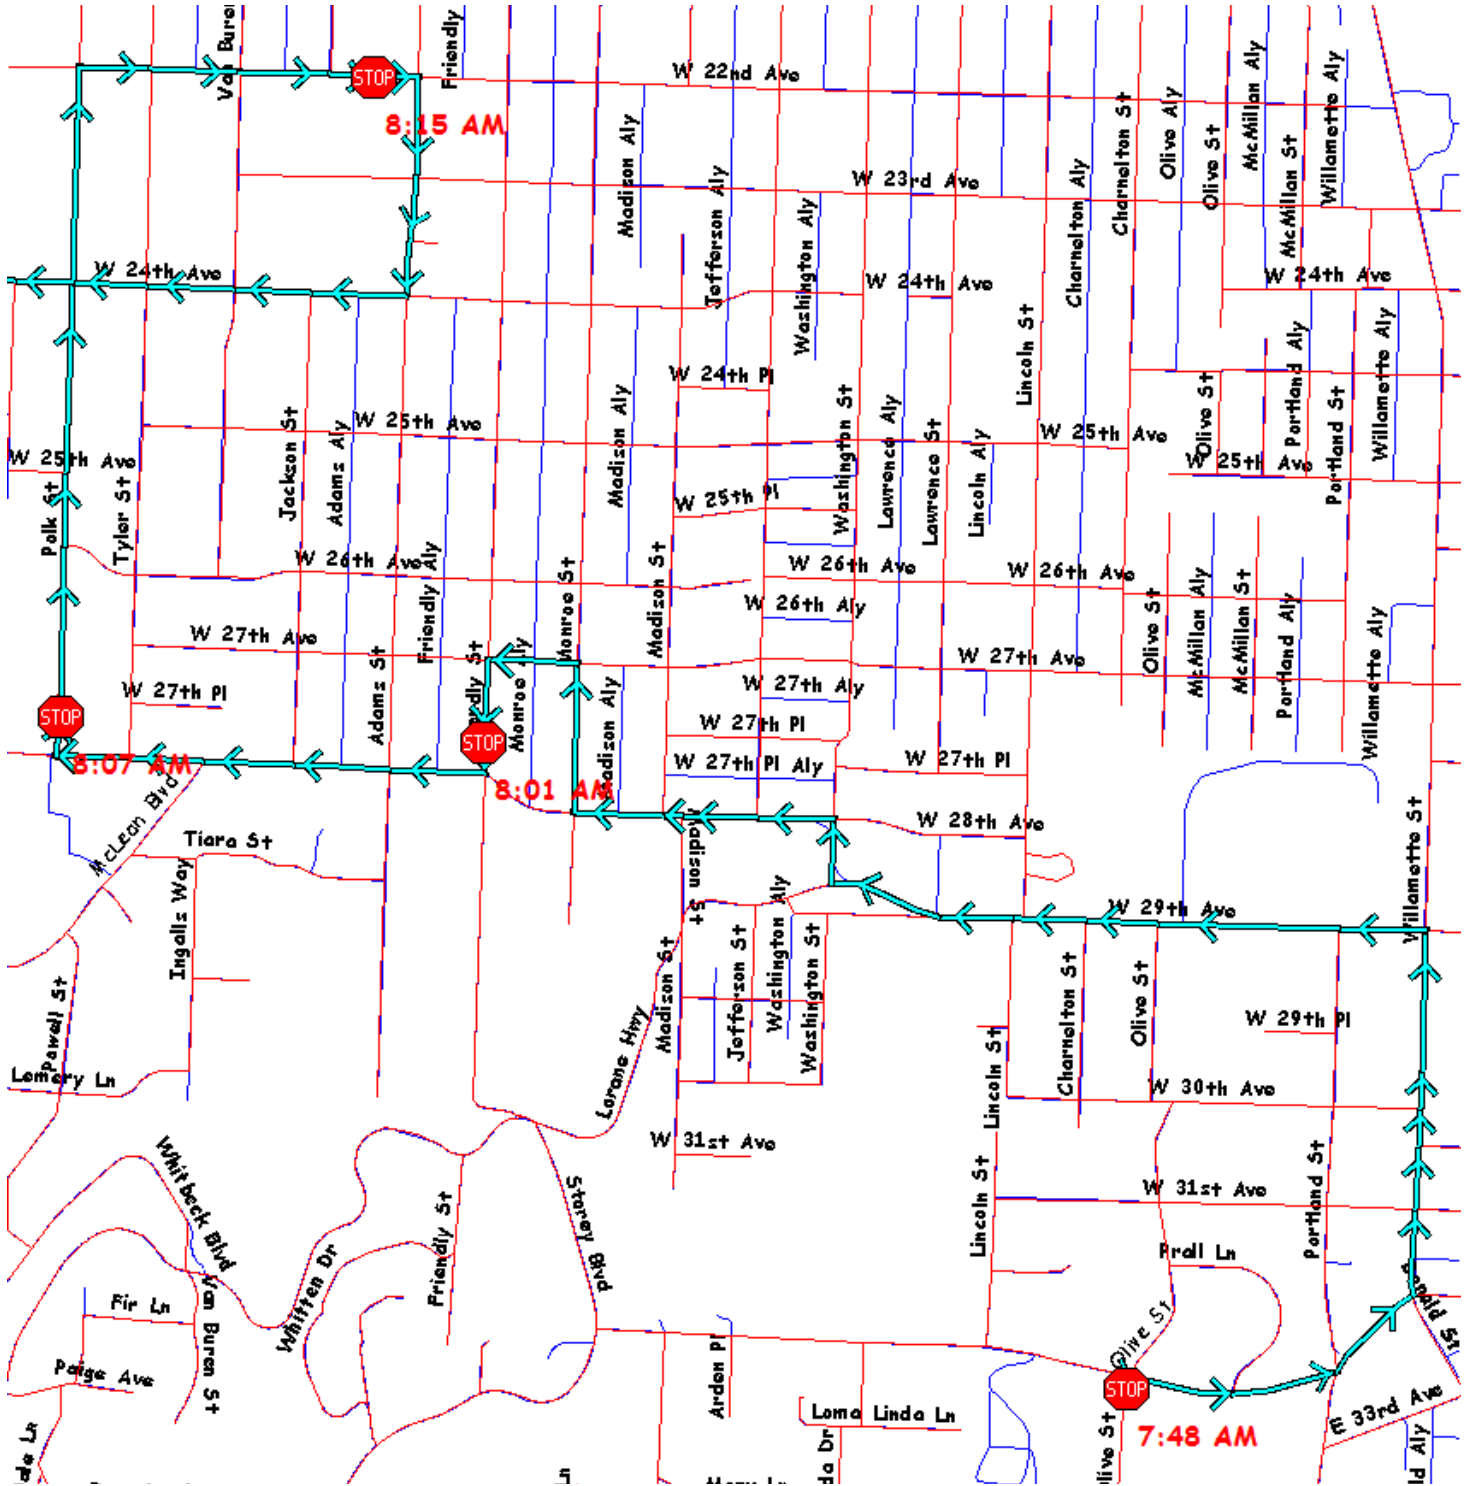 Van Buren
Friendly
W 22nd Ave
STOP
8:15 AM
Madison Aly
Jefferson Aly
W 23rd Ave
Washington Aly
Charnelton Aly
Charnelton St
Olive Aly
Olive St
McMillan Aly
McMillan St
Willamette Aly
W 24th Ave
W 24th Ave
W 24th Ave
Lincoln St
W 24th Pl
Portland Aly
Willamette Aly
Olive St
Portland St
W 25th Ave
W 25th Ave
W 25th Ave
W 25th Ave
Jackson St
Adams Aly
Madison Aly
Washington St
Lawrence Aly
Lawrence St
Lincoln Aly
W 25th Pl
Polk St
Tyler St
W 26th Ave
W 26th Ave
W 26th Ave
Friendly Aly
Monroe St
Madison St
W 26th Aly
Olive St
McMillan Aly
McMillan St
Portland Aly
Willamette Aly
W 27th Ave
W 27th Ave
W 27th Pl
Adams St
Monroe Aly
Madison Aly
W 27th Aly
W 27th Pl
W 27th Pl Aly
W 27th Pl
STOP
8:07 AM
STOP
8:01 AM
McLean Blvd
Tiara St
Ingalls Way
Madison St
W 28th Ave
Willamette St
W 29th Ave
Washington Aly
Madison St
Jefferson St
Washington St
Charnelton St
Olive St
W 29th Pl
Powell St
Lemery Ln
Lorane Hwy
Lincoln St
W 30th Ave
W 31st Ave
W 31st Ave
Whitbeck Blvd
Friendly St
Storey Blvd
Lincoln St
Portland St
Prall Ln
Fir Ln
Van Buren St
Whitten Dr
Donald St
Olive St
Paige Ave
Arden Pl
STOP
7:48 AM
Loma Linda Ln
E 33rd Ave
Olive St